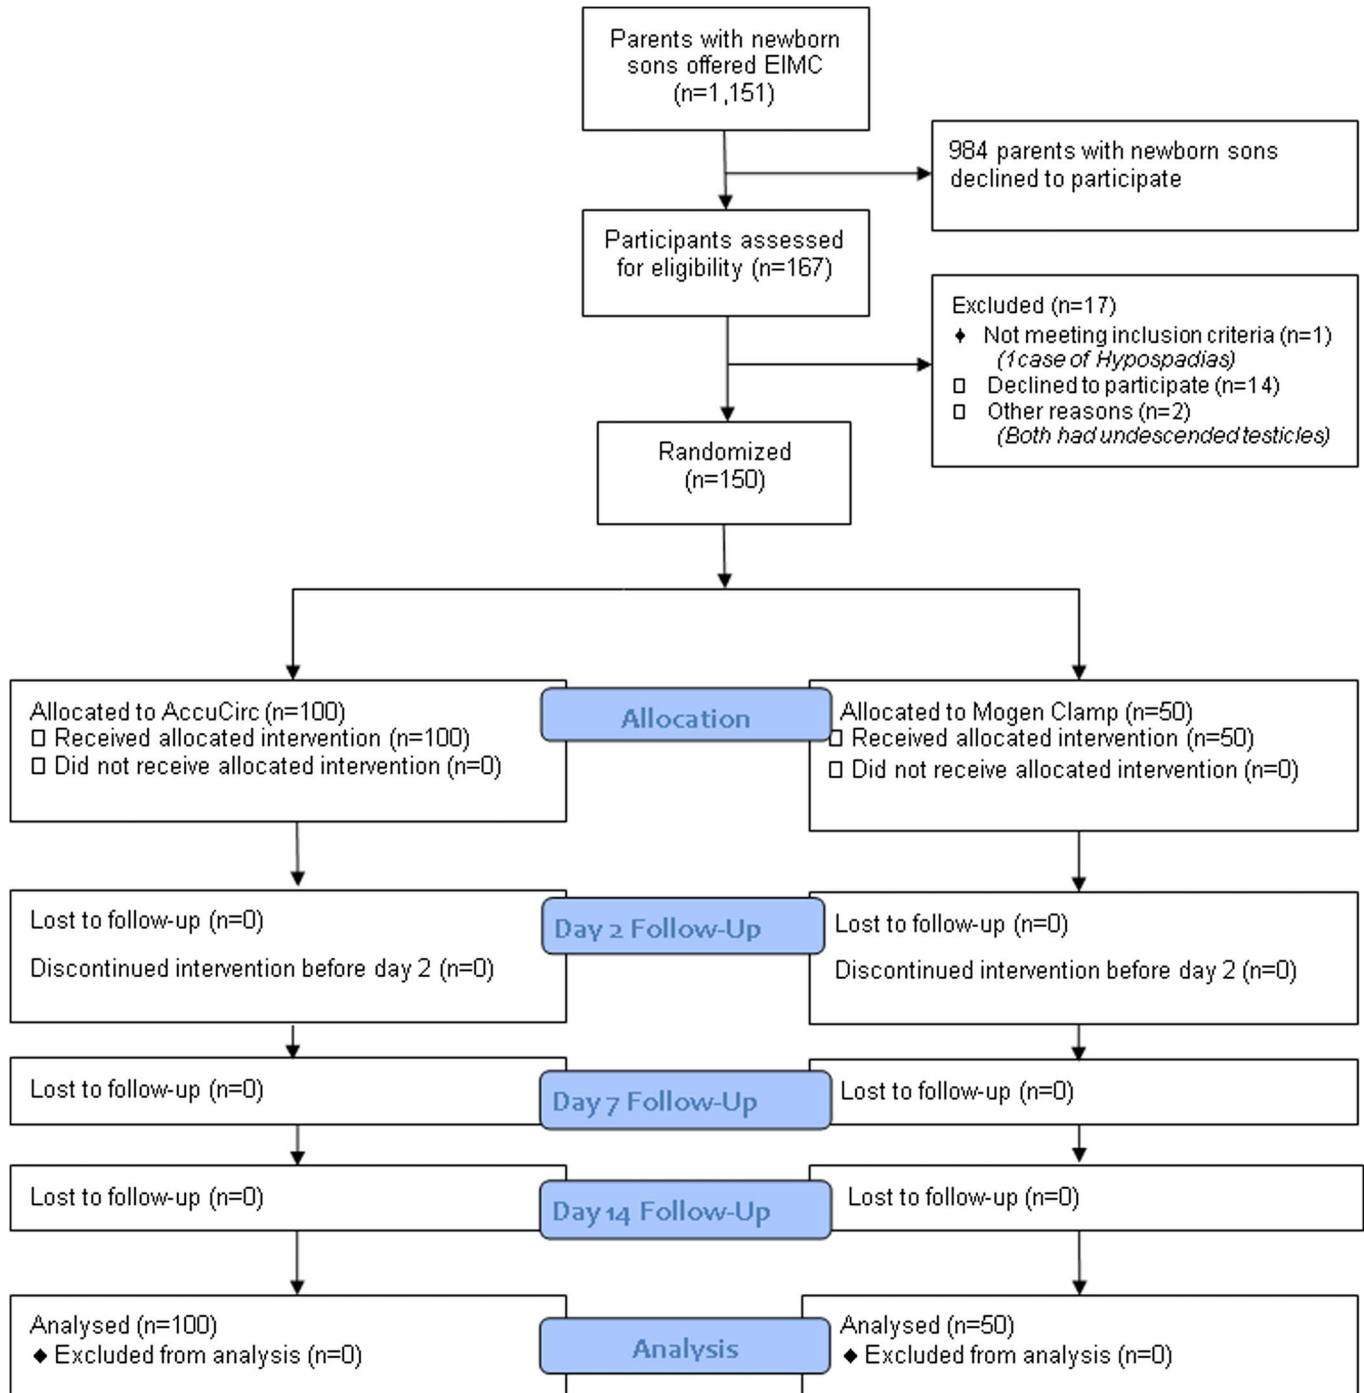 Parents with newborn
sons offered EIMC
(n=1,151)
984 parents with newborn sons
declined to participate
Participants assessed
for eligibility (n=167)
Excluded (n=17)
♦ Not meeting inclusion criteria (n=1)
(1case of Hypospadias)
□ Declined to participate (n=14)
□ Other reasons (n=2)
(Both had undescended testicles)
Randomized
(n=150)
Allocated to AccuCirc (n=100)
□ Received allocated intervention (n=100)
□ Did not receive allocated intervention (n=0)
Allocation
Allocated to Mogen Clamp (n=50)
□ Received allocated intervention (n=50)
□ Did not receive allocated intervention (n=0)
Lost to follow-up (n=0)
Discontinued intervention before day 2 (n=0)
Day 2 Follow-Up
Lost to follow-up (n=0)
Discontinued intervention before day 2 (n=0)
Lost to follow-up (n=0)
Day 7 Follow-Up
Lost to follow-up (n=0)
Lost to follow-up (n=0)
Day 14 Follow-Up
Lost to follow-up (n=0)
Analysed (n=100)
♦ Excluded from analysis (n=0)
Analysis
Analysed (n=50)
♦ Excluded from analysis (n=0)